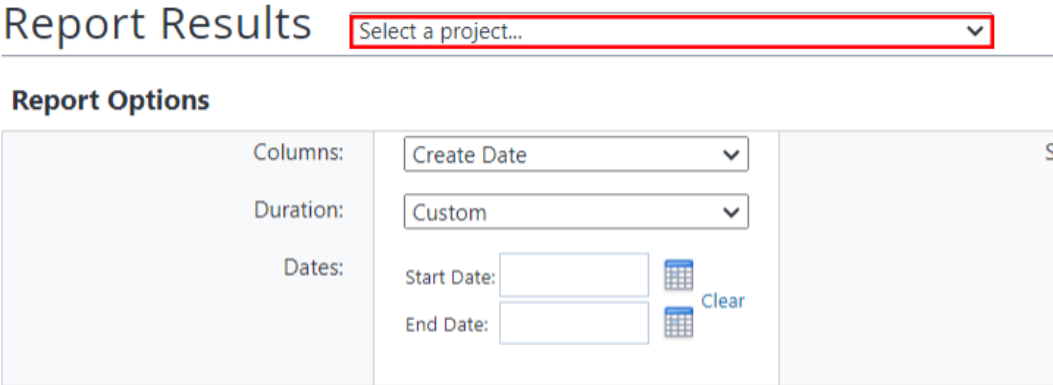 Report Results Select a project...
Report Options
Columns: Create Date S
Duration: Custom
Dates: Start Date:
Clear
End Date: